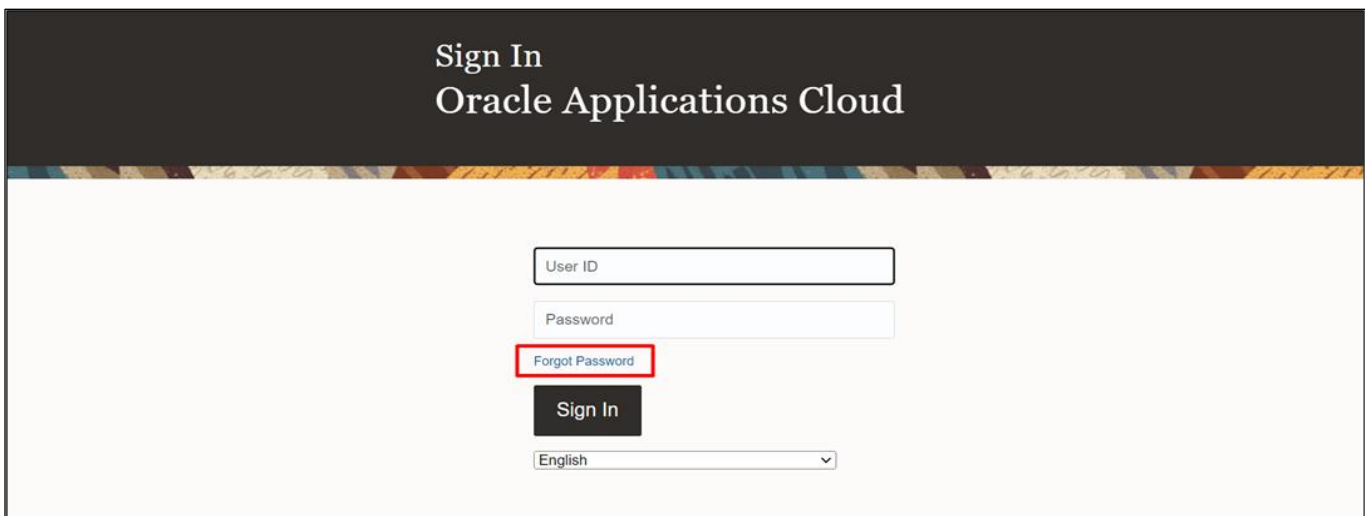 Sign In
Oracle Applications Cloud
User ID
Password
Forgot Password
Sign In
English